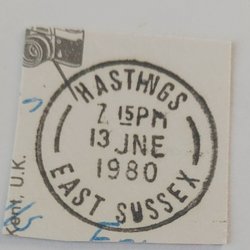 HASTINGS
7. 15PM
13 JNE
1980
EAST SUSSEX
Kent, U.K.